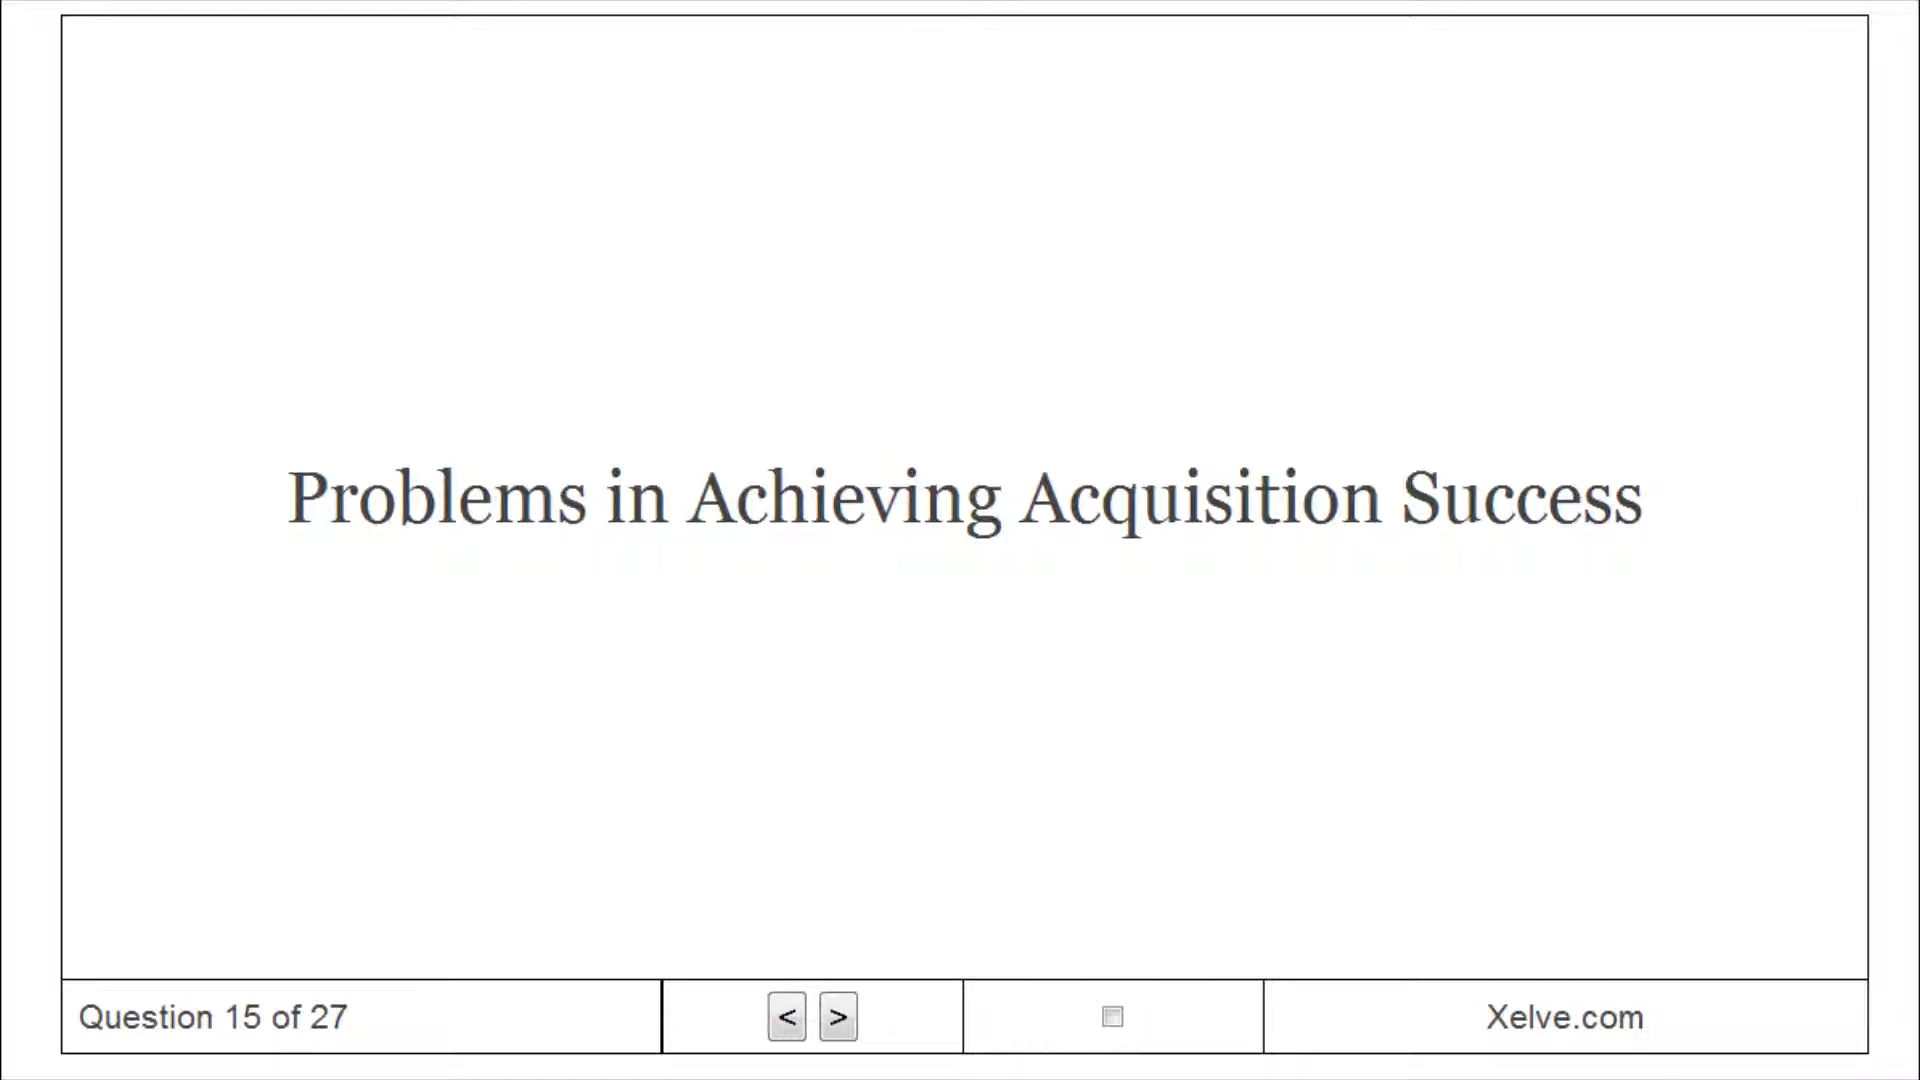 Problems in Achieving Acquisition Success
Question 15 of 27
< >
Xelve.com